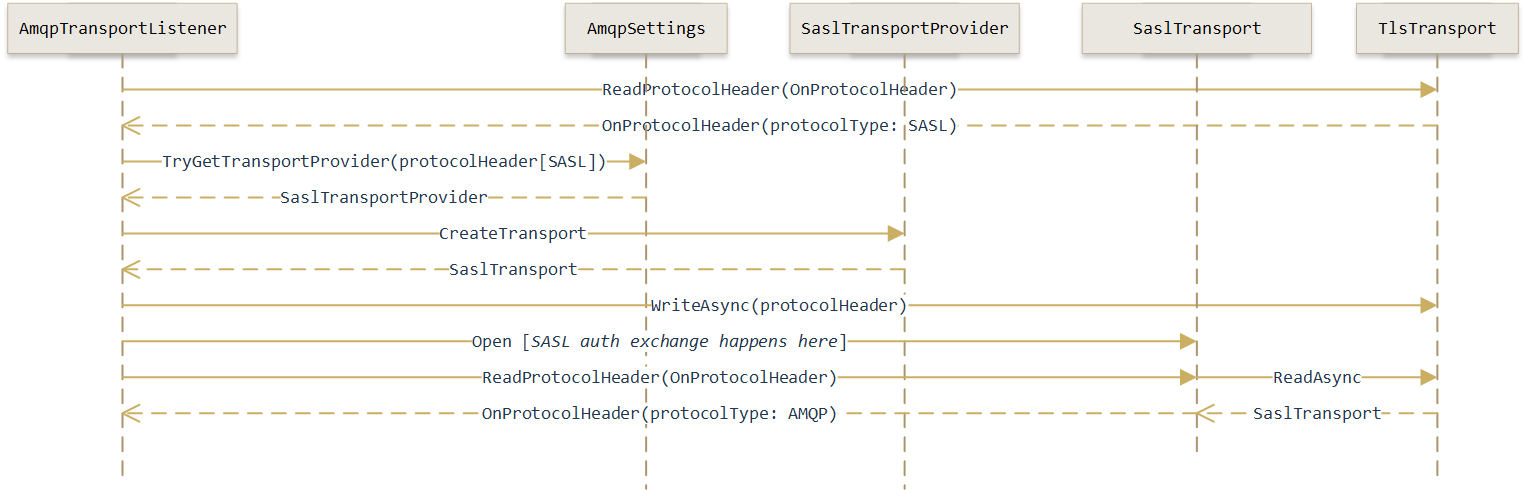 AmqpTransportListener AmqpSettings SaslTransportProvider SaslTransport TlsTransport
ReadProtocolHeader(OnProtocolHeader)
OnProtocolHeader(protocolType: SASL)
TryGetTransportProvider(protocolHeader[SASL])
SaslTransportProvider
CreateTransport
SaslTransport
WriteAsync(protocolHeader)
Open [SASL auth exchange happens here]
ReadProtocolHeader(OnProtocolHeader) ReadAsync
OnProtocolHeader(protocolType: AMQP) SaslTransport